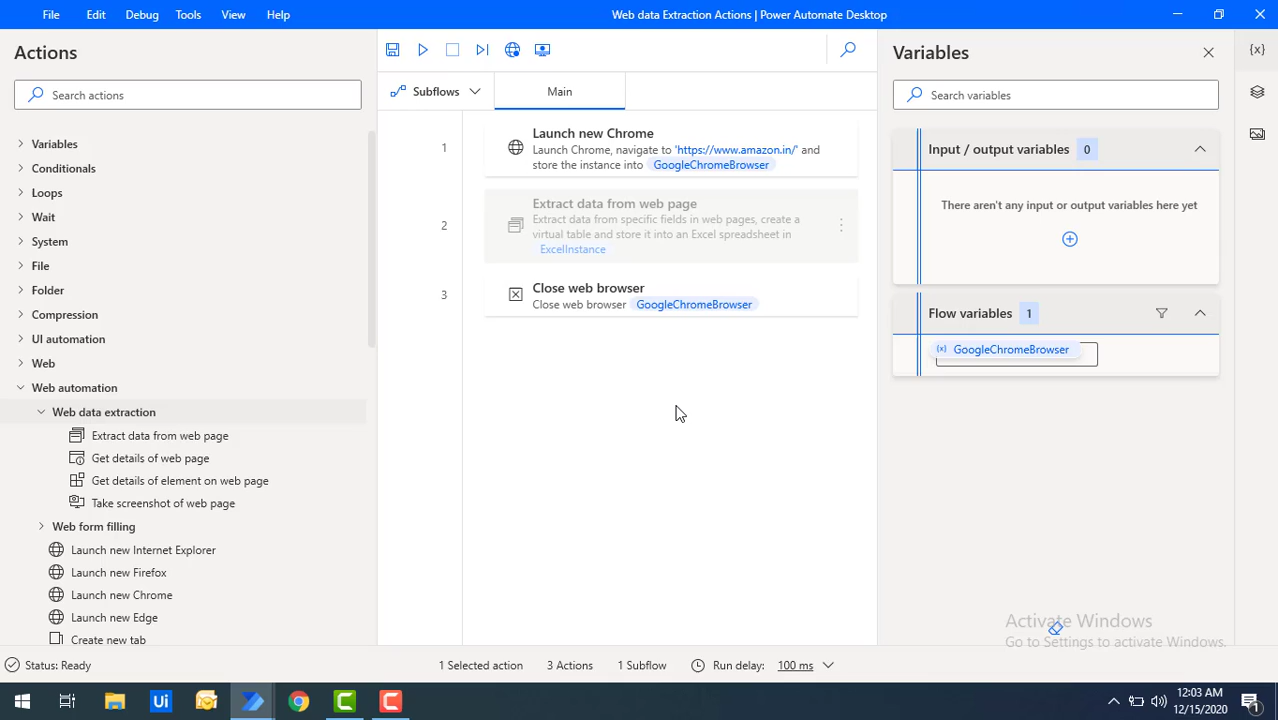 File Edit Debug Tools View Help
Web data Extraction Actions | Power Automate Desktop
Actions
Search actions
Variables
Conditionals
Loops
Wait
System
File
Folder
Compression
UI automation
Web
Web automation
Web data extraction
Extract data from web page
Get details of web page
Get details of element on web page
Take screenshot of web page
Web form filling
Launch new Internet Explorer
Launch new Firefox
Launch new Chrome
Launch new Edge
Create new tab
Subflows
Main
1
Launch new Chrome
Launch Chrome, navigate to 'https://www.amazon.in/' and
store the instance into GoogleChromeBrowser
2
Extract data from web page
Extract data from specific fields in web pages, create a
virtual table and store it into an Excel spreadsheet in
ExcelInstance
3
Close web browser
Close web browser GoogleChromeBrowser
Variables
{x}
Search variables
Input / output variables 0
There aren't any input or output variables here yet
Flow variables 1
{x} GoogleChromeBrowser
Activate Windows
Go to Settings to activate Windows.
Status: Ready
1 Selected action
3 Actions
1 Subflow
Run delay: 100 ms
Ui
C
C
12:03 AM
12/15/2020
1